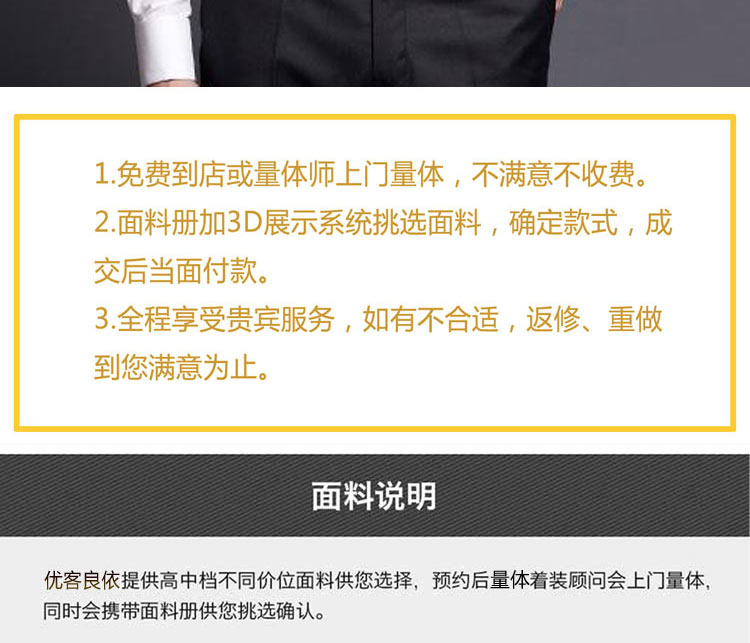 1.免费到店或量体师上门量体，不满意不收费。
2.面料册加3D展示系统挑选面料，确定款式，成
交后当面付款。
3.全程享受贵宾服务，如有不合适，返修、重做
到您满意为止。
面料说明
优客良依提供高中档不同价位面料供您选择，预约后量体着装顾问会上门量体,
同时会携带面料册供您挑选确认。